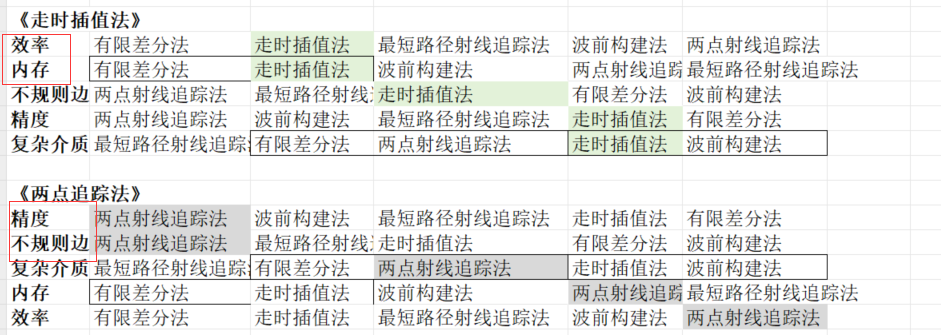 《走时插值法》
效率 有限差分法 走时插值法 最短路径射线追踪法 波前构建法 两点射线追踪法
内存 有限差分法 走时插值法 波前构建法 两点射线追踪 最短路径射线追踪法
不规则边 两点射线追踪法 最短路径射线 走时插值法 有限差分法 波前构建法
精度 两点射线追踪法 波前构建法 最短路径射线追踪法 走时插值法 有限差分法
复杂介质 最短路径射线追踪 有限差分法 两点射线追踪法 走时插值法 波前构建法
《两点追踪法》
精度 两点射线追踪法 波前构建法 最短路径射线追踪法 走时插值法 有限差分法
不规则边 两点射线追踪法 最短路径射线 走时插值法 有限差分法 波前构建法
复杂介质 最短路径射线追踪 有限差分法 两点射线追踪法 走时插值法 波前构建法
内存 有限差分法 走时插值法 波前构建法 两点射线追踪 最短路径射线追踪法
效率 有限差分法 走时插值法 最短路径射线追踪法 波前构建法 两点射线追踪法